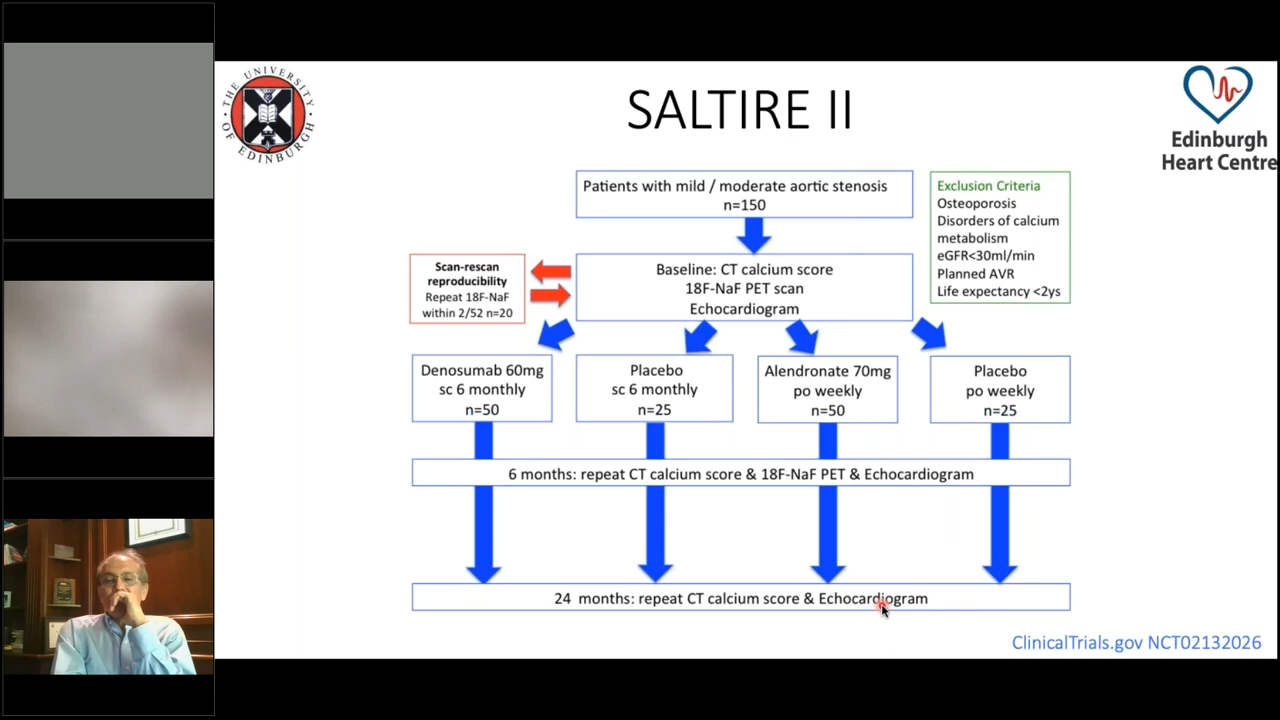 THE UNIVERSITY OF EDINBURGH
SALTIRE II
Edinburgh
Heart Centre
Patients with mild / moderate aortic stenosis
n=150
Exclusion Criteria
Osteoporosis
Disorders of calcium
metabolism
eGFR<30ml/min
Planned AVR
Life expectancy <2ys
Scan-rescan
reproducibility
Repeat 18F-NaF
within 2/52 n=20
Baseline: CT calcium score
18F-NaF PET scan
Echocardiogram
Denosumab 60mg
sc 6 monthly
n=50
Placebo
sc 6 monthly
n=25
Alendronate 70mg
po weekly
n=50
Placebo
po weekly
n=25
6 months: repeat CT calcium score & 18F-NaF PET & Echocardiogram
24 months: repeat CT calcium score & Echocardiogram
ClinicalTrials.gov NCT02132026